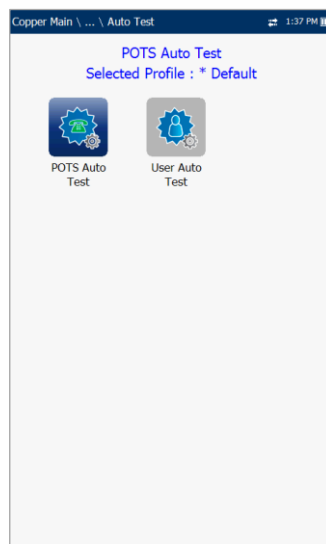 Copper Main \ ... \ Auto Test
1:37 PM
POTS Auto Test
Selected Profile : * Default
POTS Auto
Test
User Auto
Test